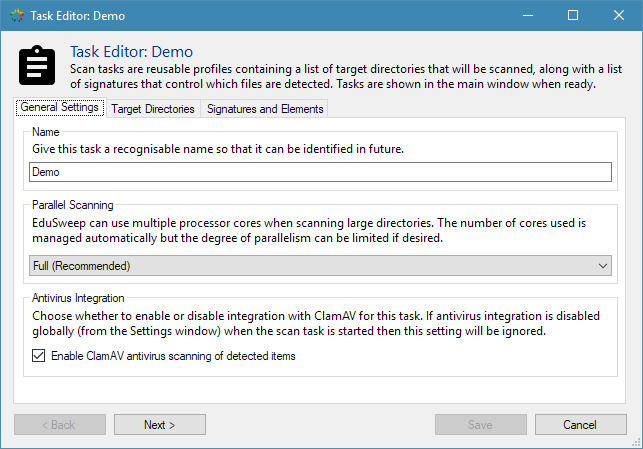 Task Editor: Demo
Task Editor: Demo
Scan tasks are reusable profiles containing a list of target directories that will be scanned, along with a list
of signatures that control which files are detected. Tasks are shown in the main window when ready.
General Settings
Target Directories
Signatures and Elements
Name
Give this task a recognisable name so that it can be identified in future.
Demo
Parallel Scanning
EduSweep can use multiple processor cores when scanning large directories. The number of cores used is
managed automatically but the degree of parallelism can be limited if desired.
Full (Recommended)
Antivirus Integration
Choose whether to enable or disable integration with ClamAV for this task. If antivirus integration is disabled
globally (from the Settings window) when the scan task is started then this setting will be ignored.
Enable ClamAV antivirus scanning of detected items
< Back
Next >
Save
Cancel